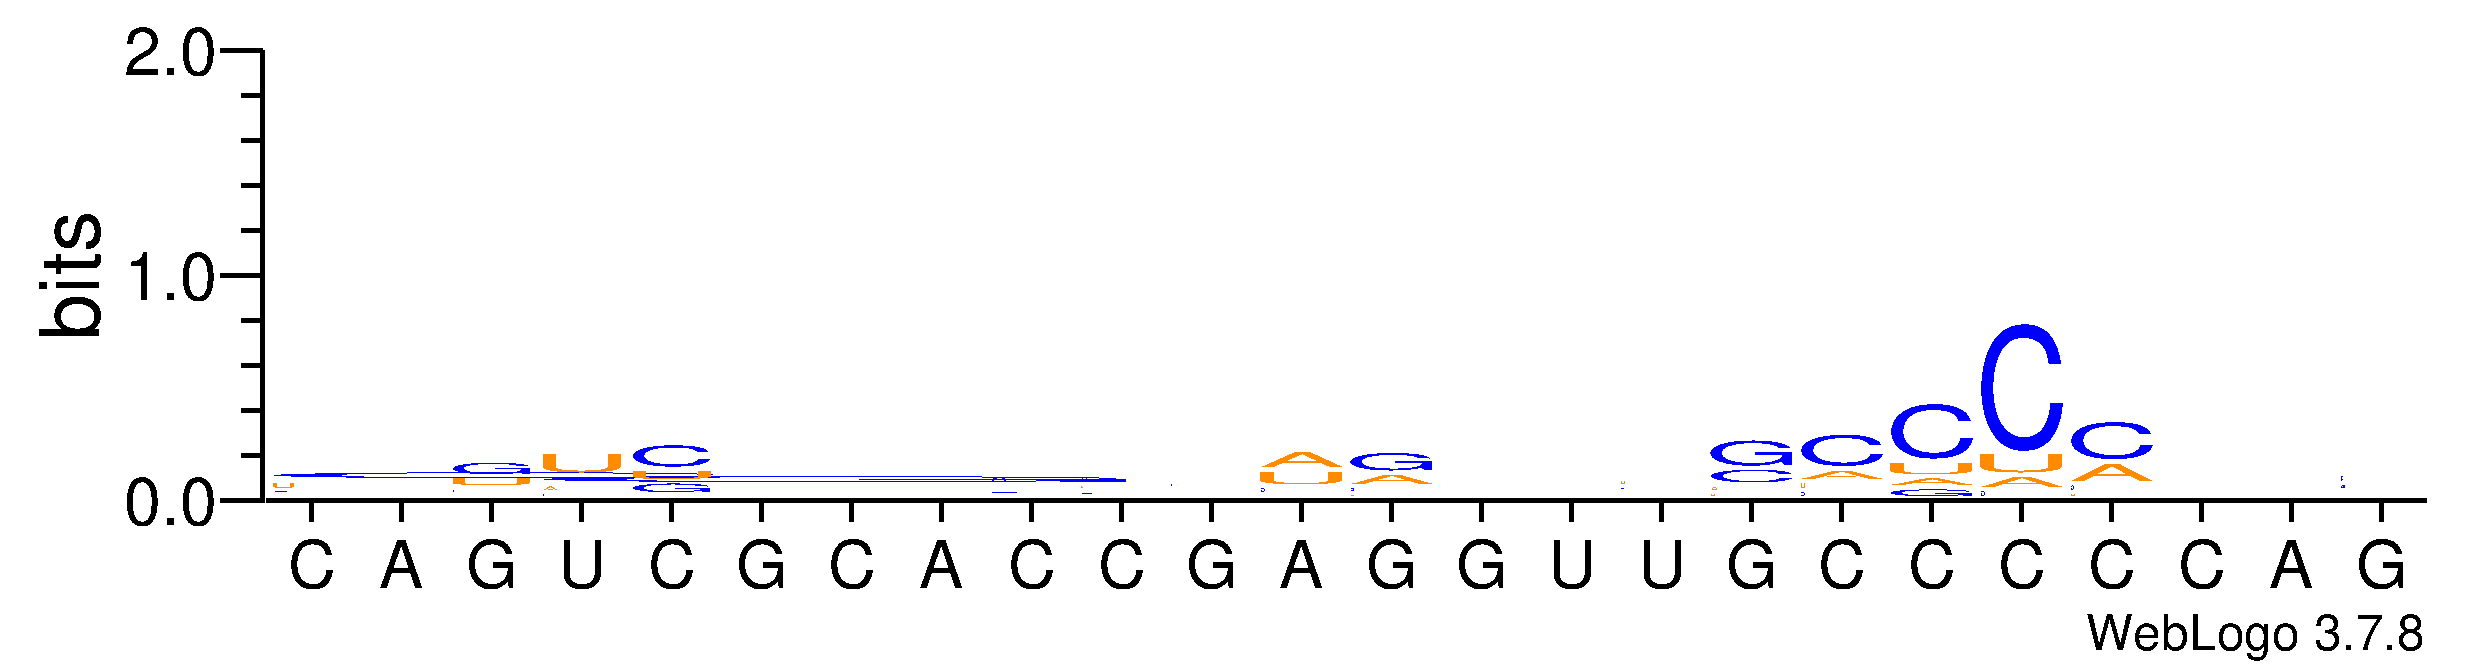 2.0
bits
1.0
0.0
G U C A G G C C C C
U U U C A C A U U A
C G A A A
G
C A G U C G C A C C G A G G U U G C C C C C A G
WebLogo 3.7.8